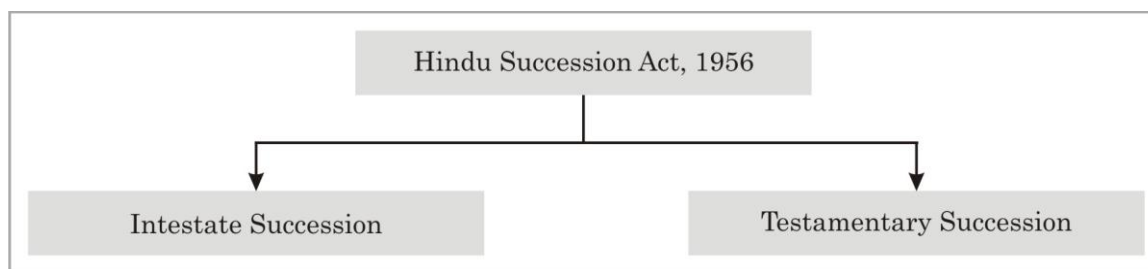 Hindu Succession Act, 1956
Intestate Succession
Testamentary Succession